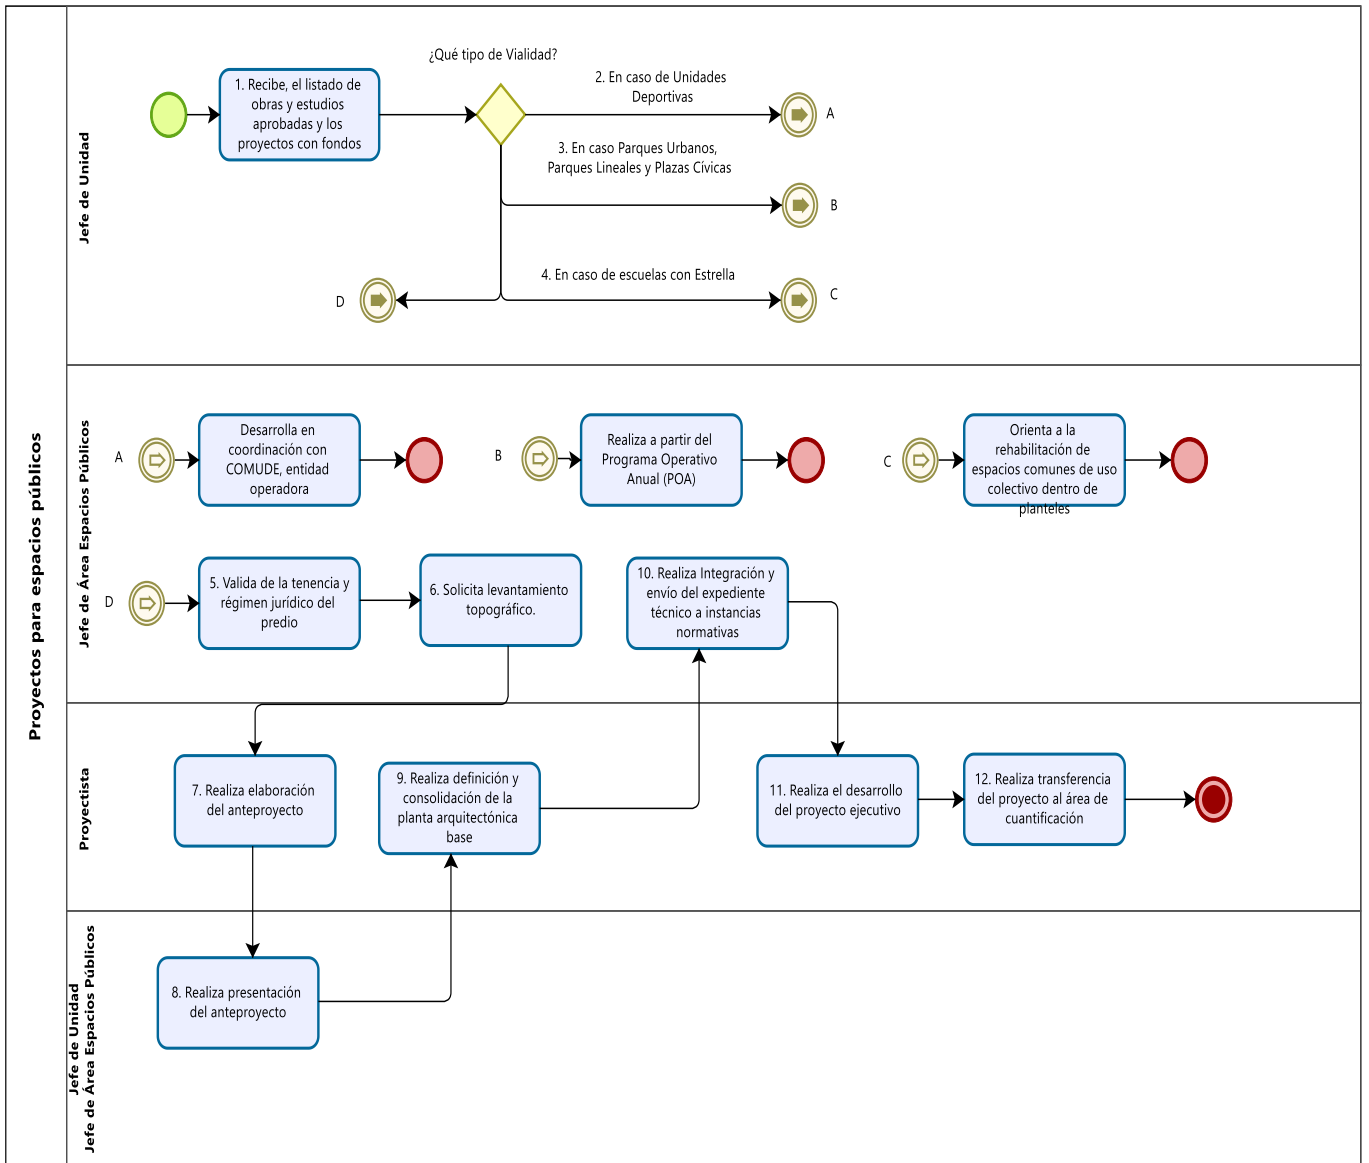 Proyectos para espacios públicos
Jefe de Unidad
¿Qué tipo de Vialidad?
1. Recibe, el listado de
obras y estudios
aprobadas y los
proyectos con fondos
2. En caso de Unidades
Deportivas
A
3. En caso Parques Urbanos,
Parques Lineales y Plazas Cívicas
B
4. En caso de escuelas con Estrella
C
D
Jefe de Área Espacios Públicos
A
Desarrolla en
coordinación con
COMUDE, entidad
operadora
B
Realiza a partir del
Programa Operativo
Anual (POA)
C
Orienta a la
rehabilitación de
espacios comunes de uso
colectivo dentro de
planteles
D
5. Valida de la tenencia y
régimen jurídico del
predio
6. Solicita levantamiento
topográfico.
10. Realiza Integración y
envío del expediente
técnico a instancias
normativas
Proyectista
7. Realiza elaboración
del anteproyecto
9. Realiza definición y
consolidación de la
planta arquitectónica
base
11. Realiza el desarrollo
del proyecto ejecutivo
12. Realiza transferencia
del proyecto al área de
cuantificación
Jefe de Unidad
Jefe de Área Espacios Públicos
8. Realiza presentación
del anteproyecto